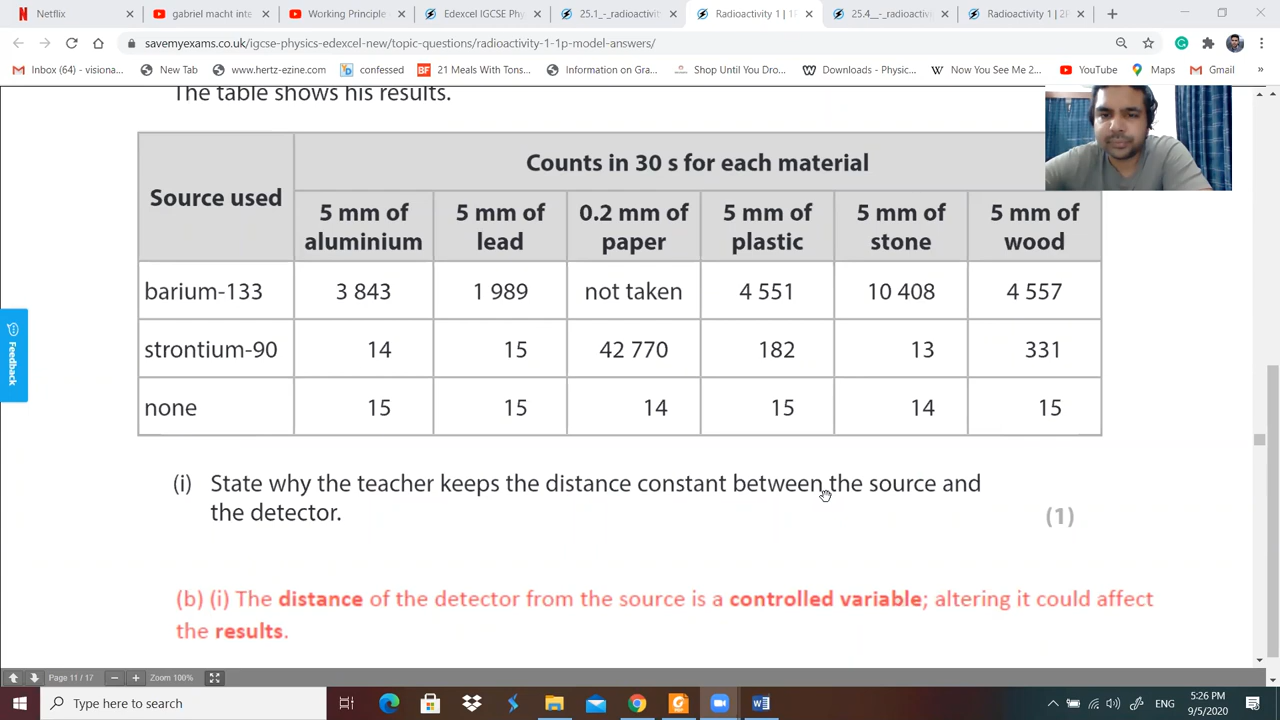 Netflix
gabriel macht inte
Working Principle
Edexcel IGCSE Phy
25.1_-_radioactivity
Radioactivity 1 | 1P
25.4__-_radioactivi
Radioactivity 1 | 2P
savemyexams.co.uk/igcse-physics-edexcel-new/topic-questions/radioactivity-1-1p-model-answers/
Inbox (64) - visiona...
New Tab
www.hertz-ezine.com
confessed
BF 21 Meals With Tons...
Information on Gra...
Shop Until You Dro...
Downloads - Physic...
Now You See Me 2...
YouTube
Maps
Gmail
»
The table shows his results.
Source used
Counts in 30 s for each material
5 mm of aluminium
5 mm of lead
0.2 mm of paper
5 mm of plastic
5 mm of stone
5 mm of wood
barium-133 3 843 1 989 not taken 4 551 10 408 4 557
strontium-90 14 15 42 770 182 13 331
none 15 15 14 15 14 15
Feedback
(i) State why the teacher keeps the distance constant between the source and
the detector.
(1)
(b) (i) The distance of the detector from the source is a controlled variable; altering it could affect
the results.
Page 11 / 17
Zoom 100%
Type here to search
ENG
5:26 PM
9/5/2020